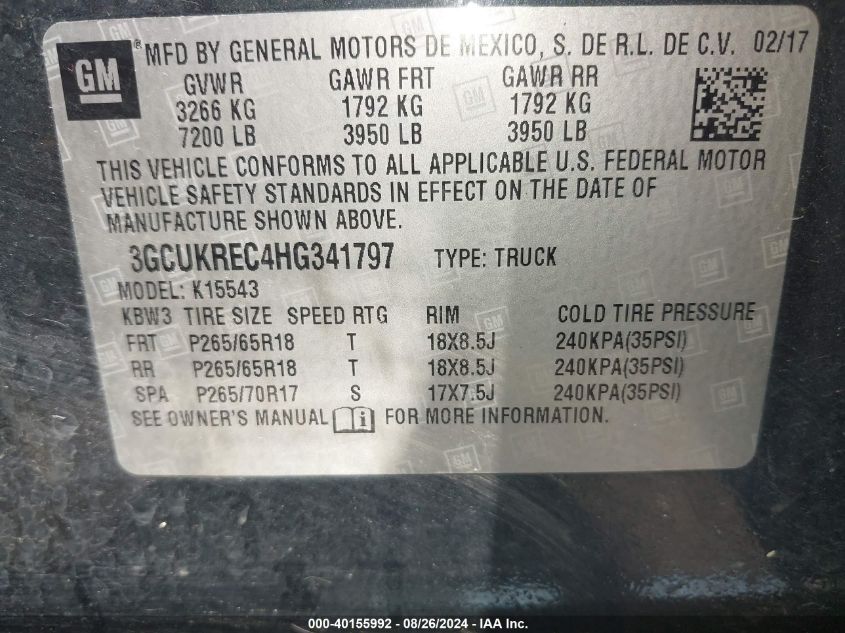 GM ® MFD BY GENERAL MOTORS DE MEXICO, S. DE R.L. DE C.V. 02/17
GVWR GAWR FRT GAWR RR
3266 KG 1792 KG 1792 KG
7200 LB 3950 LB 3950 LB
THIS VEHICLE CONFORMS TO ALL APPLICABLE U.S. FEDERAL MOTOR
VEHICLE SAFETY STANDARDS IN EFFECT ON THE DATE OF
MANUFACTURE SHOWN ABOVE.
3GCUKREC4HG341797 TYPE: TRUCK
MODEL: K15543
KBW3 TIRE SIZE SPEED RTG RIM COLD TIRE PRESSURE
FRT P265/65R18 T 18X8.5J 240KPA(35PSI)
RR P265/65R18 T 18X8.5J 240KPA(35PSI)
SPA P265/70R17 S 17X7.5J 240KPA(35PSI)
SEE OWNER'S MANUAL i FOR MORE INFORMATION.
000-40155992 - 08/26/2024 - IAA Inc.